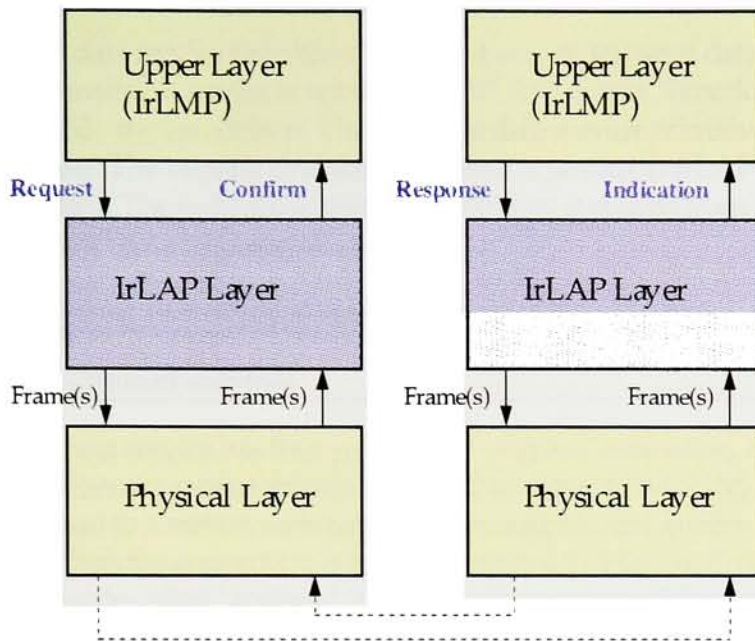 Upper Layer
(IrLMP)
Upper Layer
(IrLMP)
Request
Confirm
Response
Indication
IrLAP Layer
IrLAP Layer
Frame(s)
Frame(s)
Frame(s)
Frame(s)
Physical Layer
Physical Layer